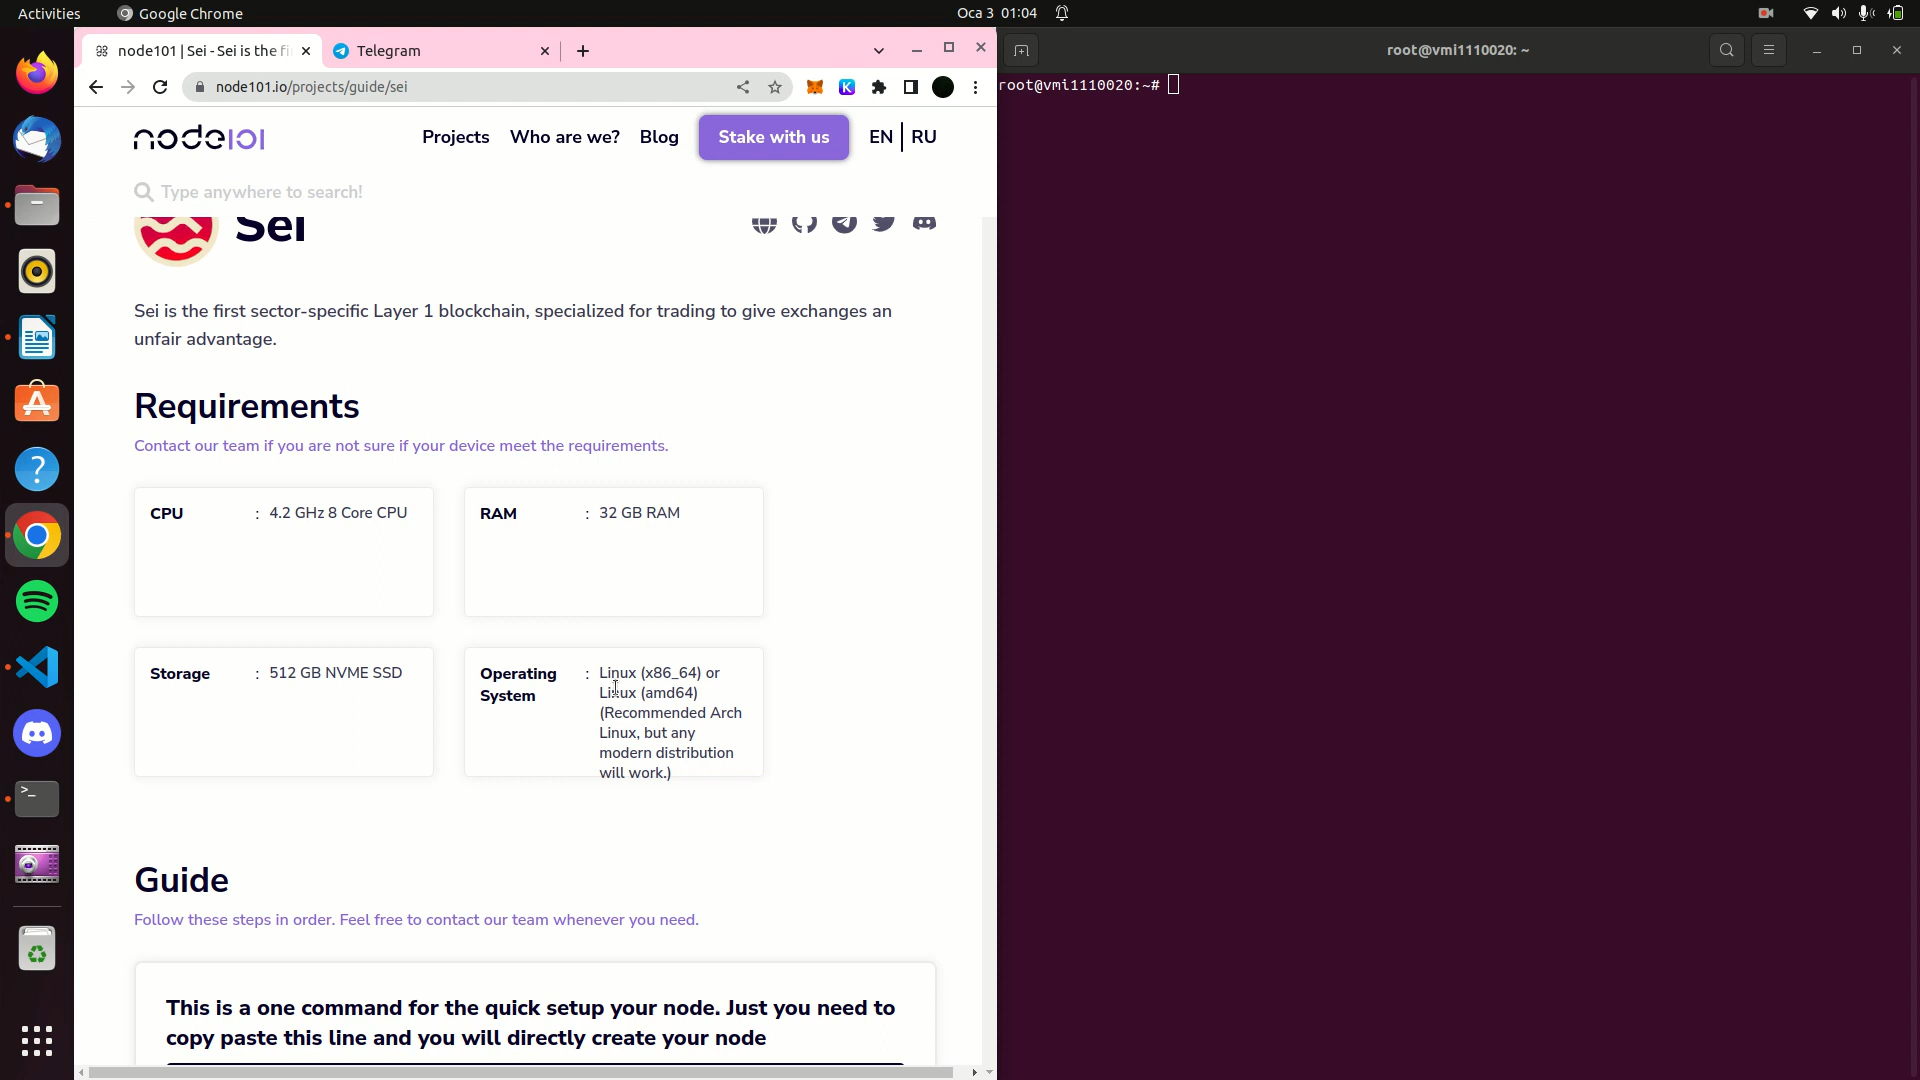 Activities
Google Chrome
Oca 3 01:04
node101 | Sei - Sei is the fi
Telegram
root@vmi1110020: ~
node101.io/projects/guide/sei
root@vmi1110020:~#
node101
Projects
Who are we?
Blog
Stake with us
EN | RU
Type anywhere to search!
Sei
Sei is the first sector-specific Layer 1 blockchain, specialized for trading to give exchanges an
unfair advantage.
Requirements
Contact our team if you are not sure if your device meet the requirements.
CPU : 4.2 GHz 8 Core CPU
RAM : 32 GB RAM
Storage : 512 GB NVME SSD
Operating System : Linux (x86_64) or
Linux (amd64)
(Recommended Arch
Linux, but any
modern distribution
will work.)
Guide
Follow these steps in order. Feel free to contact our team whenever you need.
This is a one command for the quick setup your node. Just you need to
copy paste this line and you will directly create your node